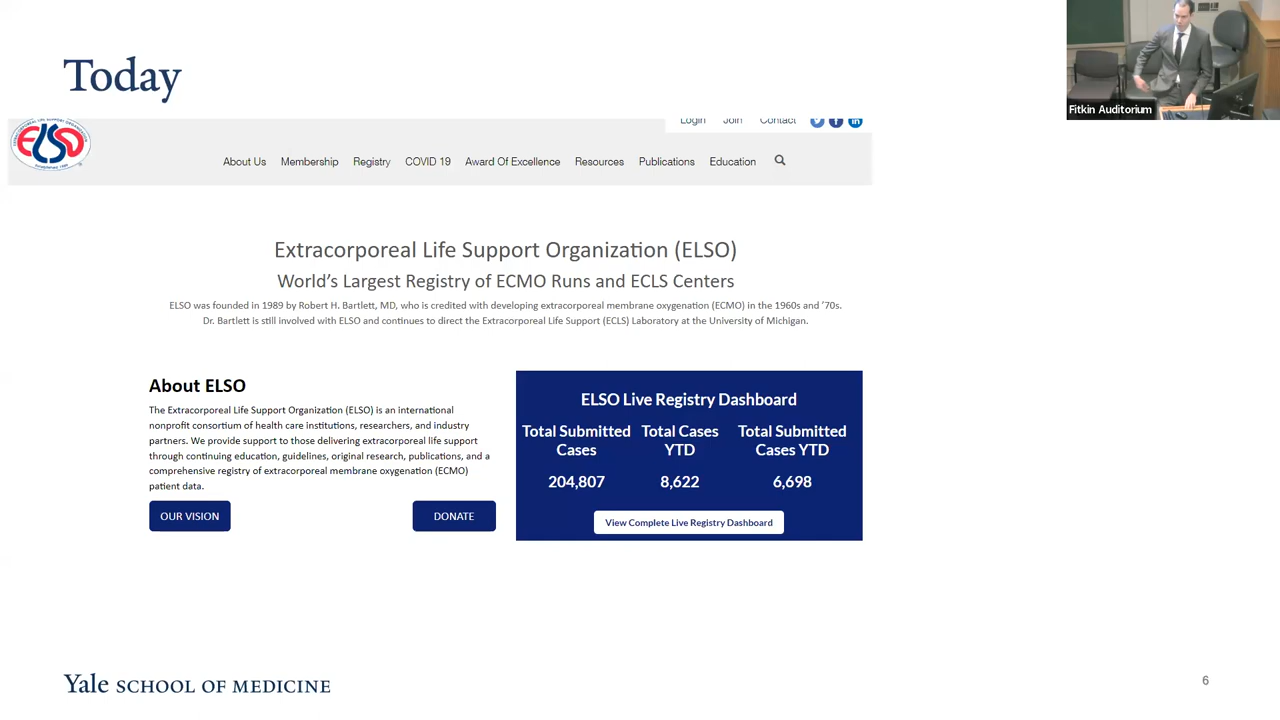 Today
Fitkin Auditorium
ELSO
Login Join Contact
About Us Membership Registry COVID 19 Award Of Excellence Resources Publications Education
Extracorporeal Life Support Organization (ELSO)
World's Largest Registry of ECMO Runs and ECLS Centers
ELSO was founded in 1989 by Robert H. Bartlett, MD, who is credited with developing extracorporeal membrane oxygenation (ECMO) in the 1960s and '70s.
Dr. Bartlett is still involved with ELSO and continues to direct the Extracorporeal Life Support (ECLS) Laboratory at the University of Michigan.
About ELSO
The Extracorporeal Life Support Organization (ELSO) is an international
nonprofit consortium of health care institutions, researchers, and industry
partners. We provide support to those delivering extracorporeal life support
through continuing education, guidelines, original research, publications, and a
comprehensive registry of extracorporeal membrane oxygenation (ECMO)
patient data.
OUR VISION DONATE
ELSO Live Registry Dashboard
Total Submitted Total Cases Total Submitted
Cases YTD Cases YTD
204,807 8,622 6,698
View Complete Live Registry Dashboard
Yale SCHOOL OF MEDICINE
6